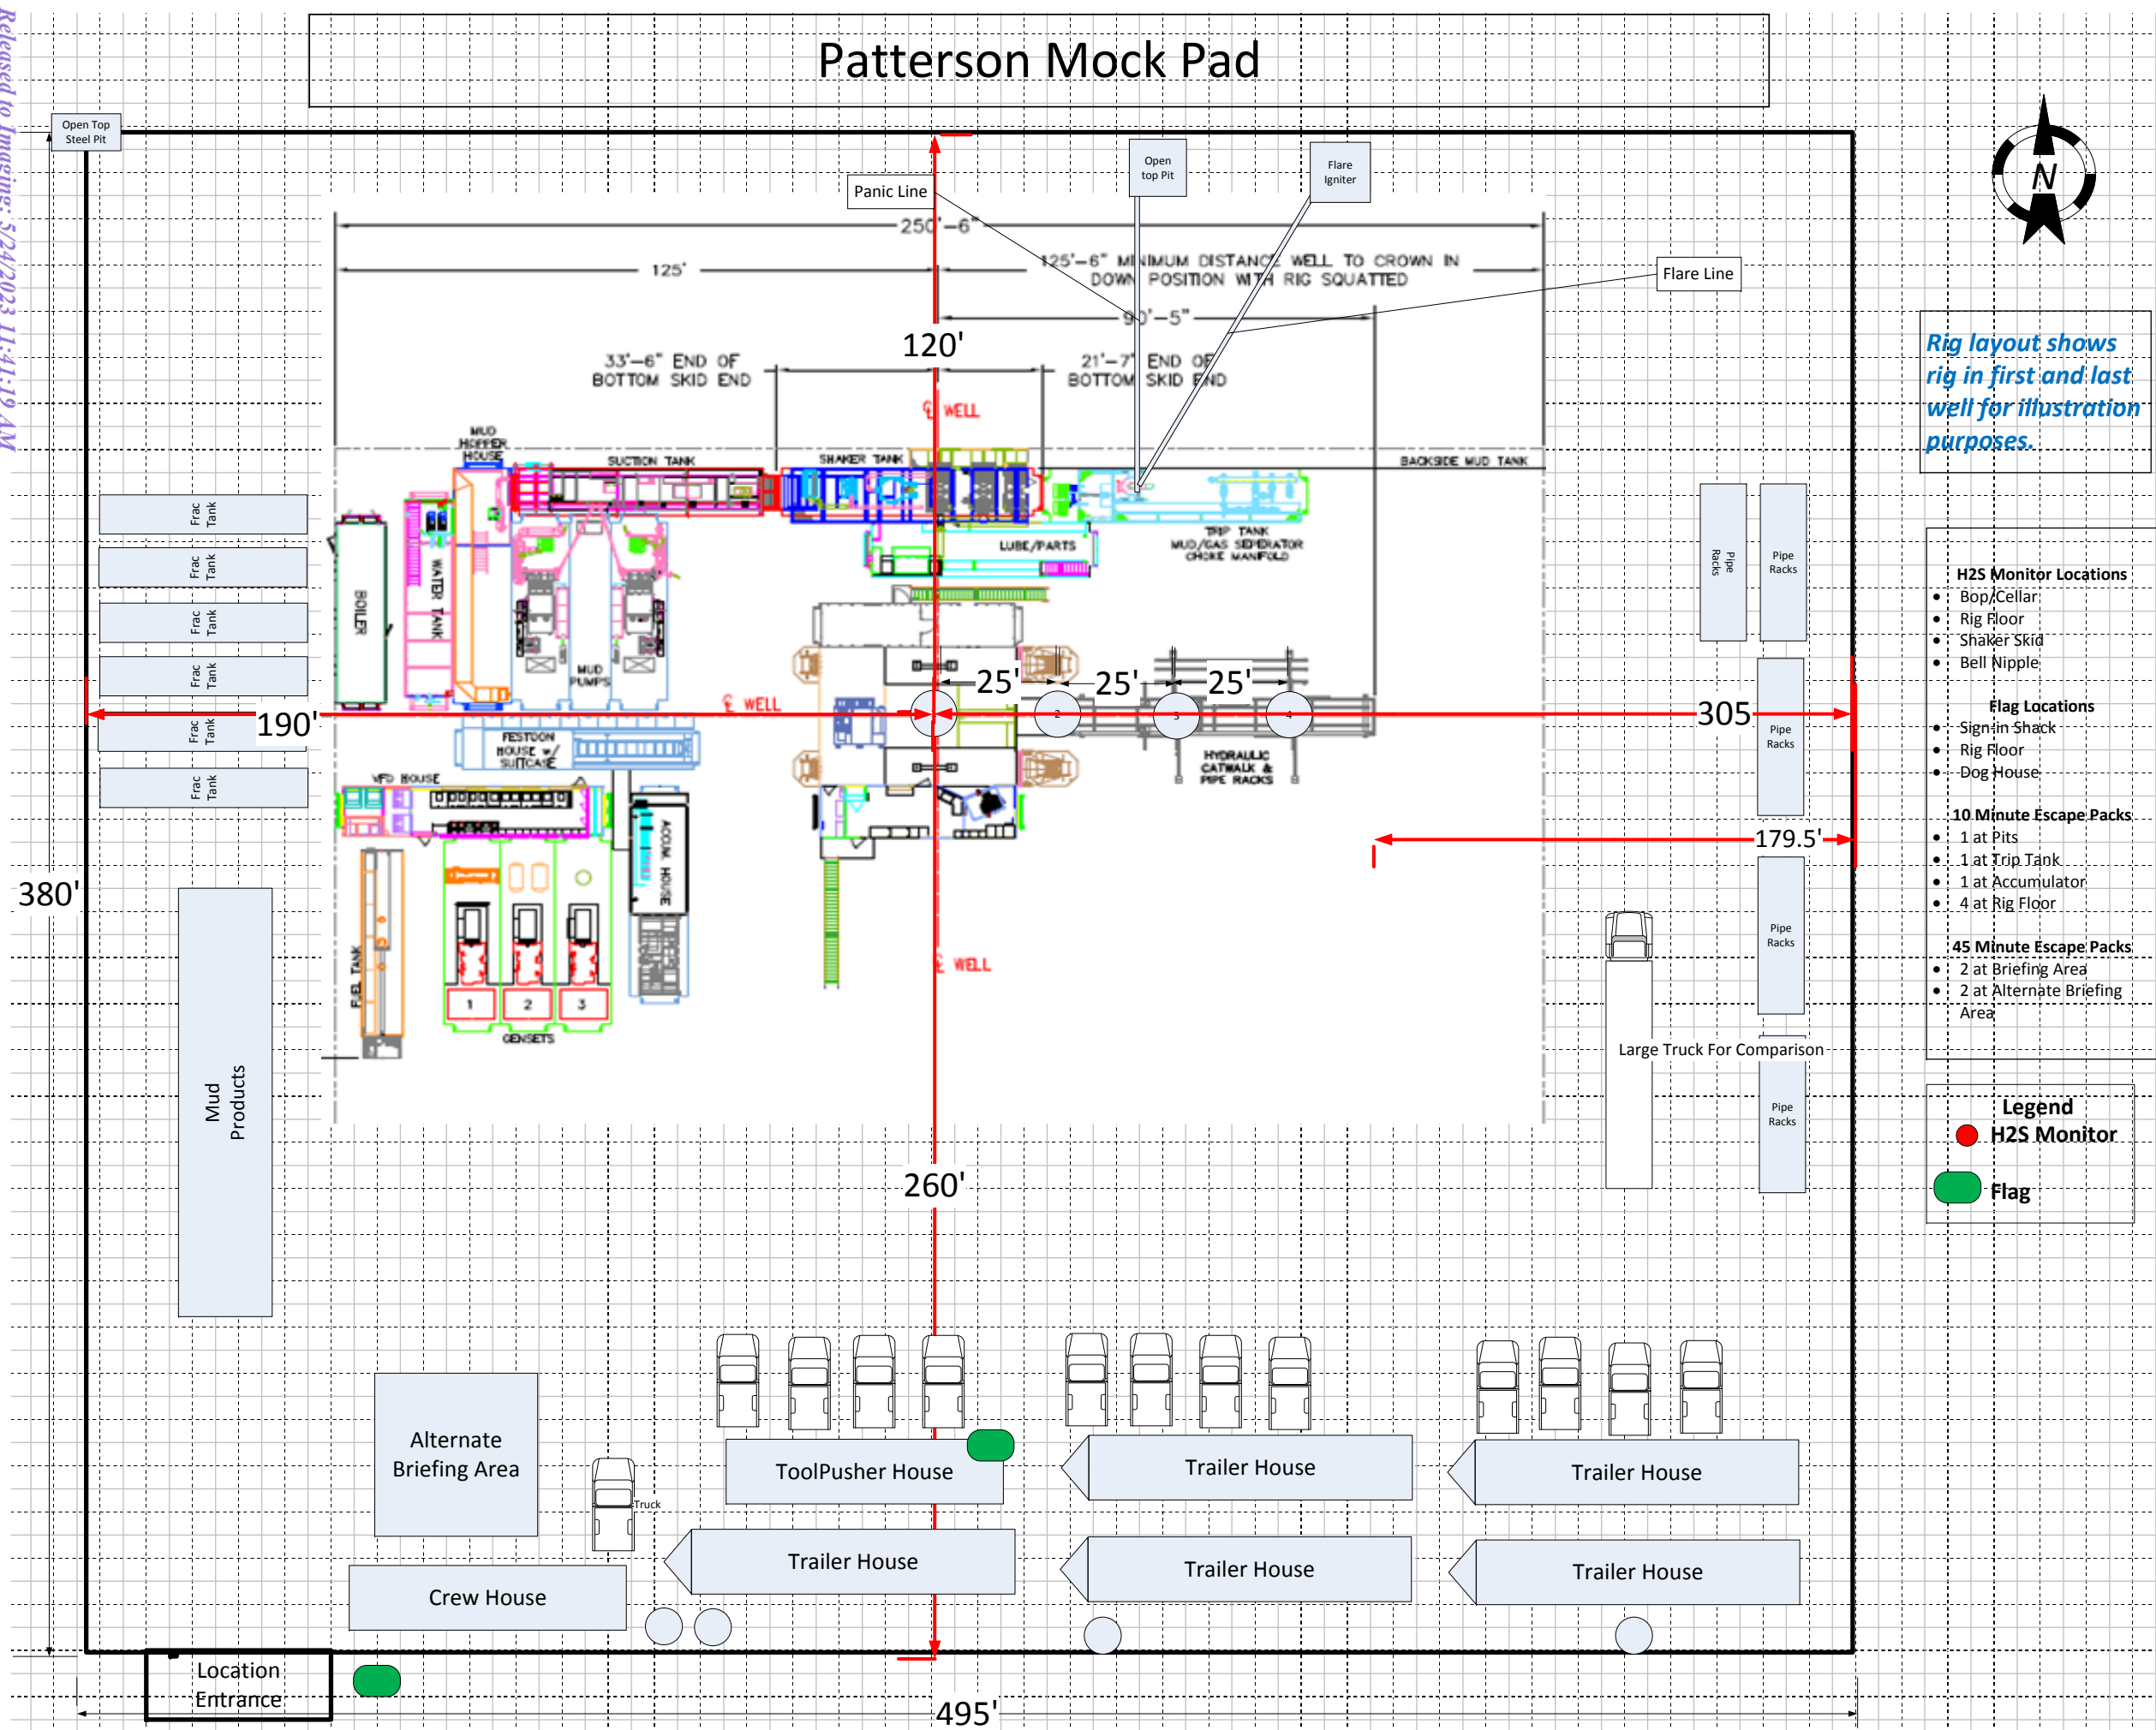 Released to Imaging: 5/24/2023 11:41:19 AM
Patterson Mock Pad
Open Top
Steel Pit
Open
top Pit
Flare
Igniter
Panic Line
N
250'-6"
125'
125'-6" MINIMUM DISTANCE WELL TO CROWN IN
DOWN POSITION WITH RIG SQUATTED
Flare Line
90'-5"
120'
33'-6" END OF
BOTTOM SKID END
21'-7" END OF
BOTTOM SKID END
Rig layout shows
rig in first and last
well for illustration
purposes.
℄ WELL
MUD
HOPPER
HOUSE
SUCTION TANK
SHAKER TANK
BACKSIDE MUD TANK
Frac
Tank
Frac
Tank
Frac
Tank
Frac
Tank
Frac
Tank
Frac
Tank
BOILER
WATER TANK
MUD
PUMPS
LUBE/PARTS
TRIP TANK
MUD/GAS SEPERATOR
CHOKE MANIFOLD
Pipe
Racks
Pipe
Racks
Pipe
Racks
Pipe
Racks
Pipe
Racks
H2S Monitor Locations
• Bop/Cellar
• Rig Floor
• Shaker Skid
• Bell Nipple
Flag Locations
• Sign-in Shack
• Rig Floor
• Dog House
10 Minute Escape Packs
• 1 at Pits
• 1 at Trip Tank
• 1 at Accumulator
• 4 at Rig Floor
45 Minute Escape Packs
• 2 at Briefing Area
• 2 at Alternate Briefing
Area
25'
25'
25'
℄ WELL
2
3
4
190'
305
FESTOON
HOUSE w/
SUITCASE
HYDRAULIC
CATWALK &
PIPE RACKS
VFD HOUSE
ACCUM. HOUSE
179.5'
380'
FUEL TANK
1
2
3
GENSETS
℄ WELL
Large Truck For Comparison
Mud
Products
Legend
H2S Monitor
Flag
260'
Alternate
Briefing Area
Truck
ToolPusher House
Trailer House
Trailer House
Trailer House
Trailer House
Trailer House
Crew House
Location
Entrance
495'